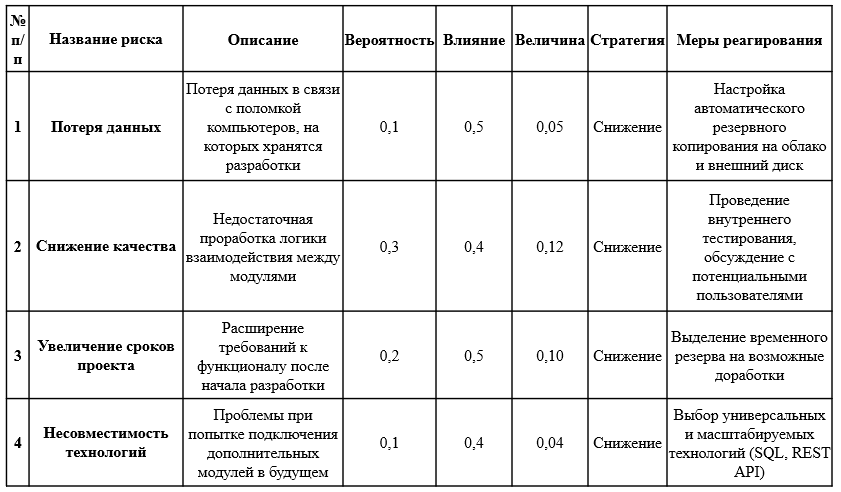 №
п/
п
Название риска
Описание
Вероятность
Влияние
Величина
Стратегия
Меры реагирования
1
Потеря данных
Потеря данных в связи
с поломкой
компьютеров, на
которых хранятся
разработки
0,1
0,5
0,05
Снижение
Настройка
автоматического
резервного
копирования на облако
и внешний диск
2
Снижение качества
Недостаточная
проработка логики
взаимодействия между
модулями
0,3
0,4
0,12
Снижение
Проведение
внутреннего
тестирования,
обсуждение с
потенциальными
пользователями
3
Увеличение сроков
проекта
Расширение
требований к
функционалу после
начала разработки
0,2
0,5
0,10
Снижение
Выделение временного
резерва на возможные
доработки
4
Несовместимость
технологий
Проблемы при
попытке подключения
дополнительных
модулей в будущем
0,1
0,4
0,04
Снижение
Выбор универсальных
и масштабируемых
технологий (SQL, REST
API)